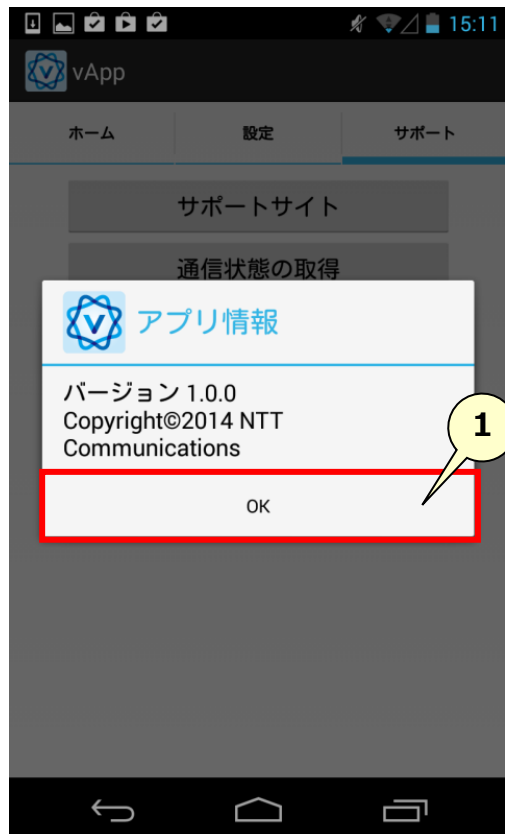 15:11
vApp
ホーム 設定 サポート
サポートサイト
通信状態の取得
アプリ情報
バージョン 1.0.0
Copyright©2014 NTT
Communications
1
OK